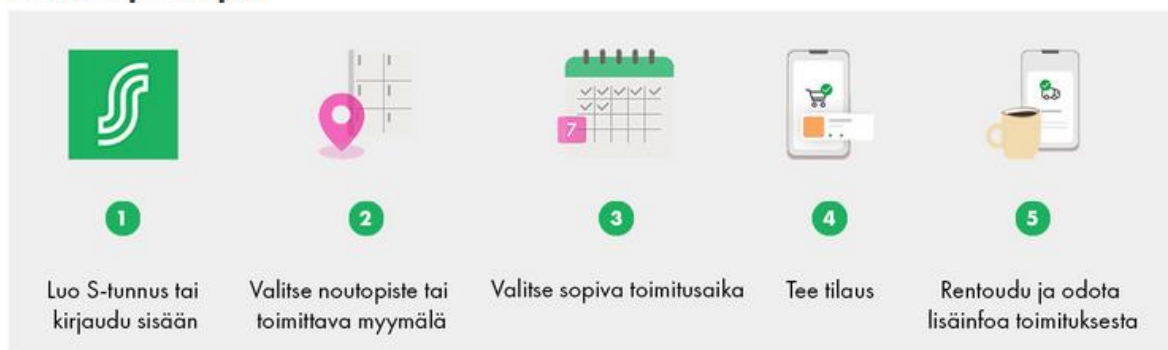 7
1
2
3
4
5
Luo S-tunnus tai
kirjaudu sisään
Valitse noutopiste tai
toimittava myymälä
Valitse sopiva toimitusaika
Tee tilaus
Rentoudu ja odota
lisäinfoa toimituksesta